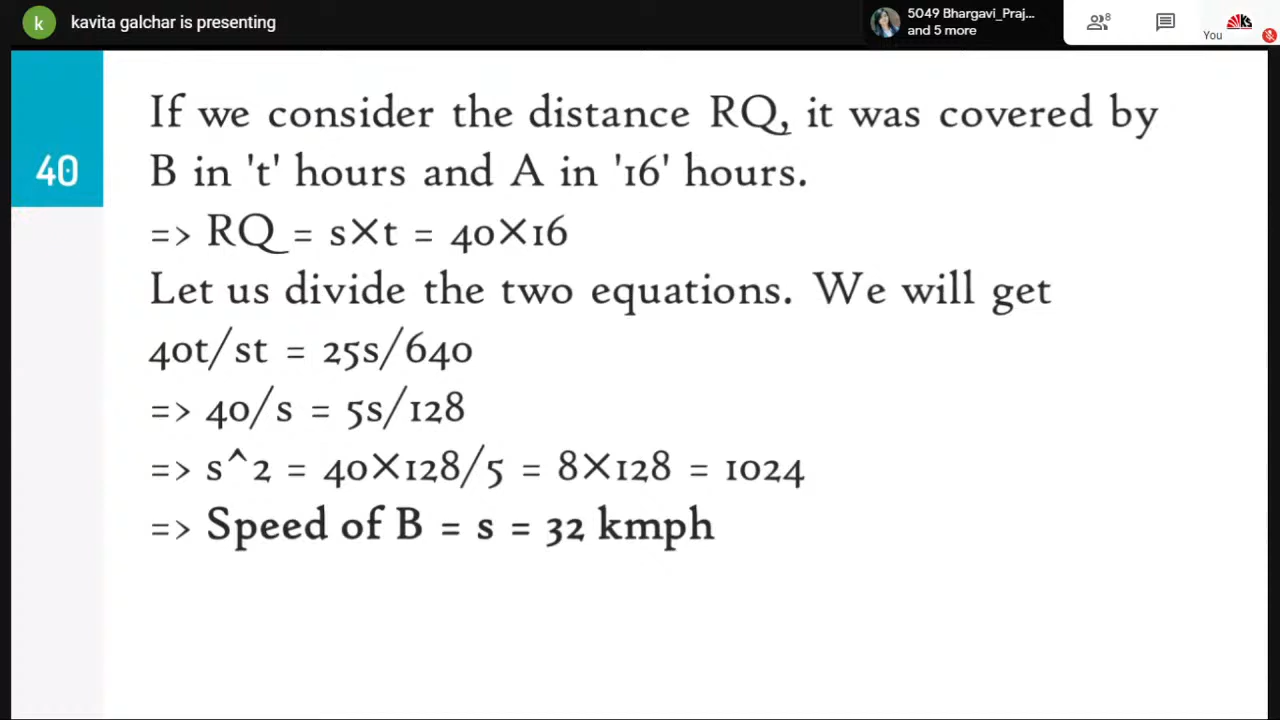 k kavita galchar is presenting
5049 Bhargavi_Praj...
and 5 more
8
You
40
If we consider the distance RQ, it was covered by
B in 't' hours and A in '16' hours.
=> RQ = s×t = 40×16
Let us divide the two equations. We will get
40t/st = 25s/640
=> 40/s = 5s/128
=> s^2 = 40×128/5 = 8×128 = 1024
=> Speed of B = s = 32 kmph